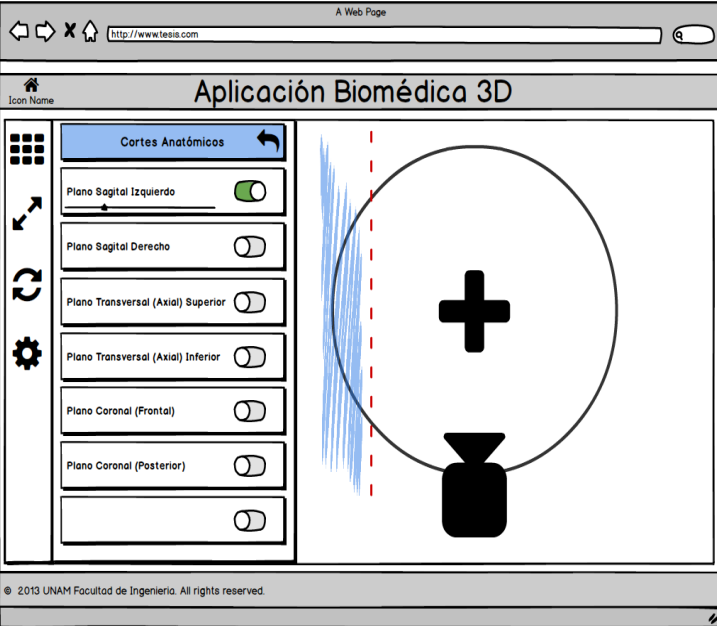 A Web Page
http://www.tesis.com
Icon Name
Aplicación Biomédica 3D
Cortes Anatómicos
Plano Sagital Izquierdo
Plano Sagital Derecho
Plano Transversal (Axial) Superior
Plano Transversal (Axial) Inferior
Plano Coronal (Frontal)
Plano Coronal (Posterior)
© 2013 UNAM Facultad de Ingenieria. All rights reserved.